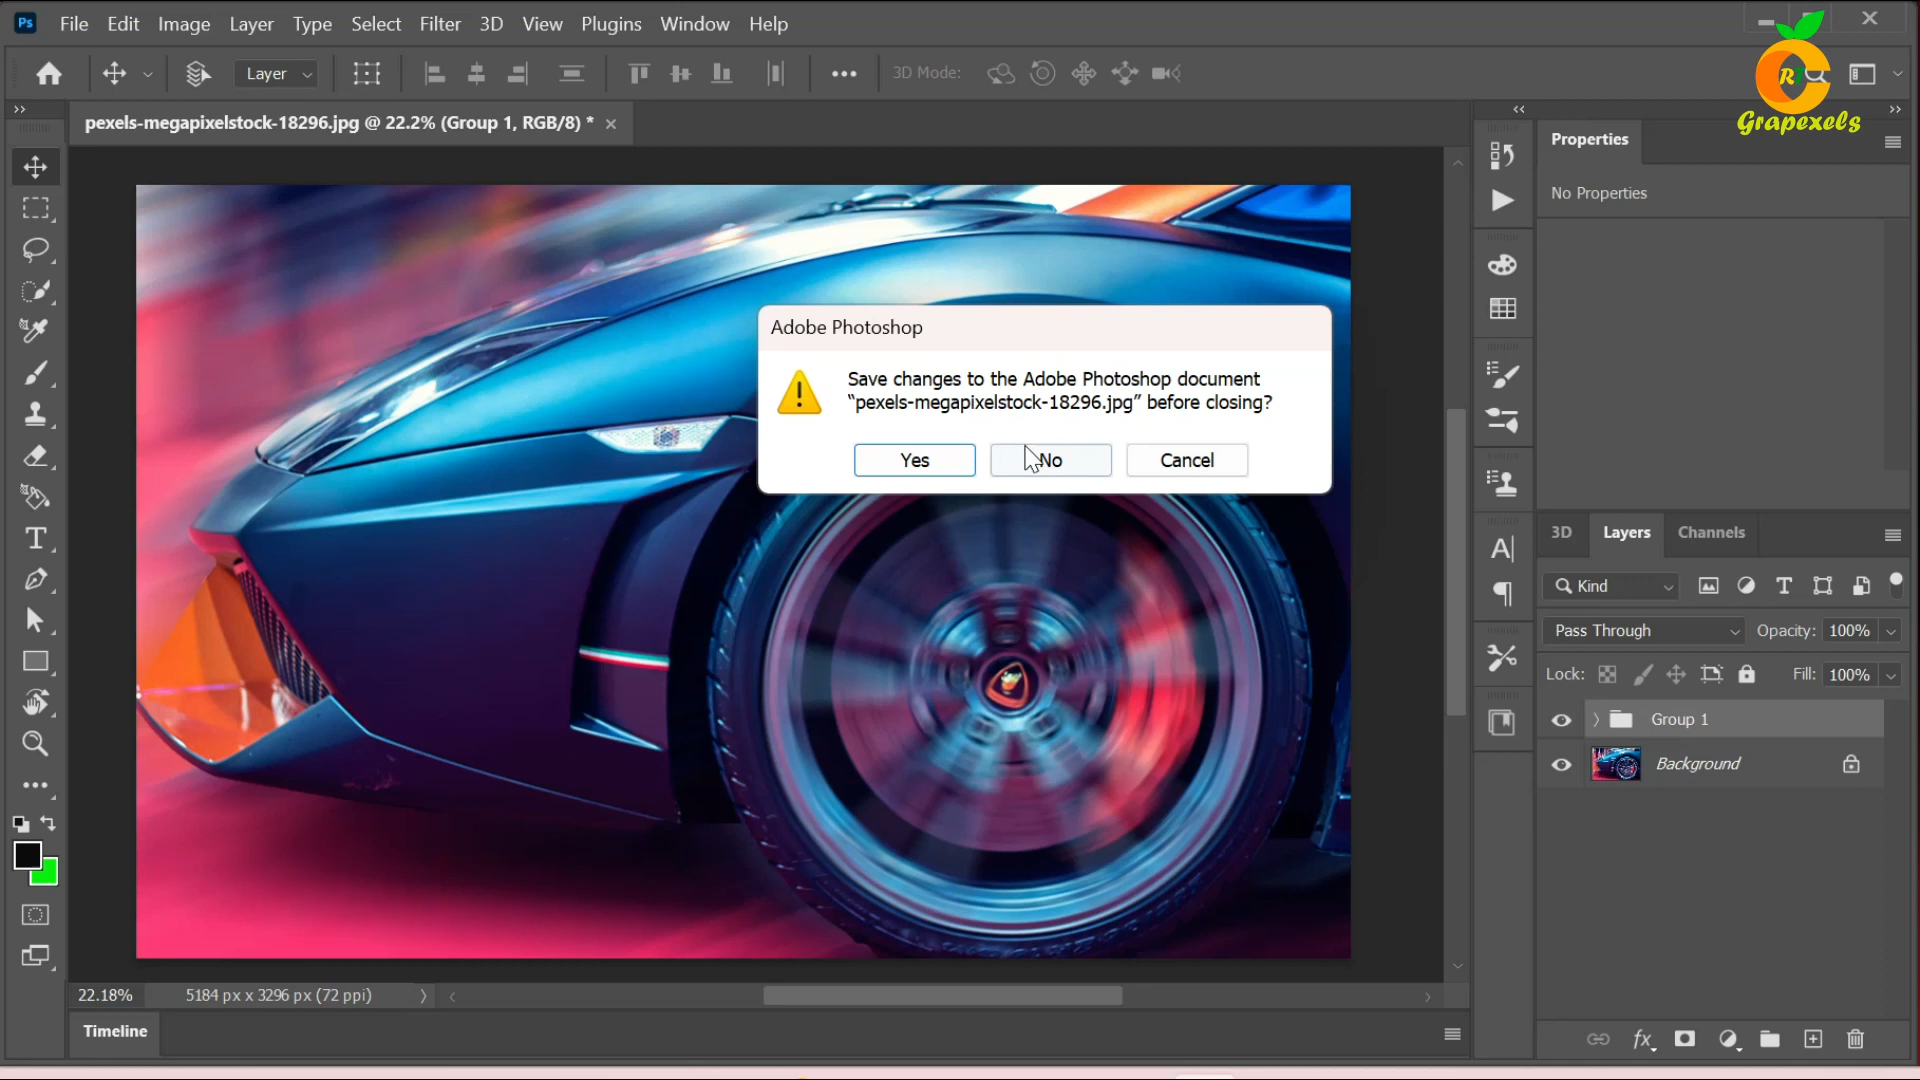 Ps File Edit Image Layer Type Select Filter 3D View Plugins Window Help
Layer
3D Mode:
R
Grapexels
pexels-megapixelstock-18296.jpg @ 22.2% (Group 1, RGB/8) *
Properties
No Properties
Adobe Photoshop
Save changes to the Adobe Photoshop document
“pexels-megapixelstock-18296.jpg” before closing?
Yes No Cancel
3D Layers Channels
Kind
Pass Through Opacity: 100%
Lock: Fill: 100%
Group 1
Background
22.18% 5184 px x 3296 px (72 ppi)
Timeline